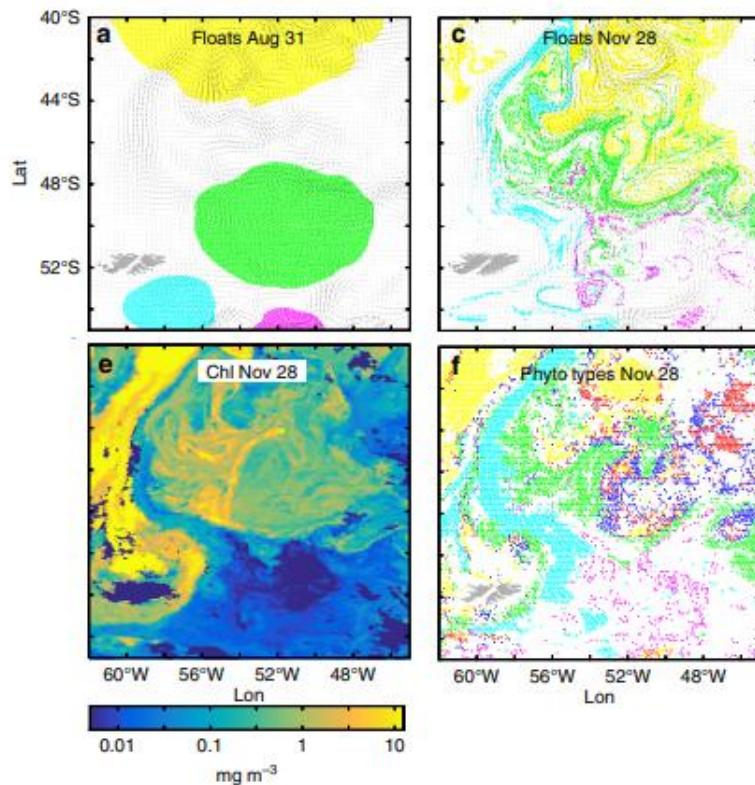 40°S
a
Floats Aug 31
c
Floats Nov 28
44°S
Lat
48°S
52°S
e
Chl Nov 28
f
Phyto types Nov 28
60°W 56°W 52°W 48°W
Lon
60°W 56°W 52°W 48°W
Lon
0.01 0.1 1 10
mg m⁻³